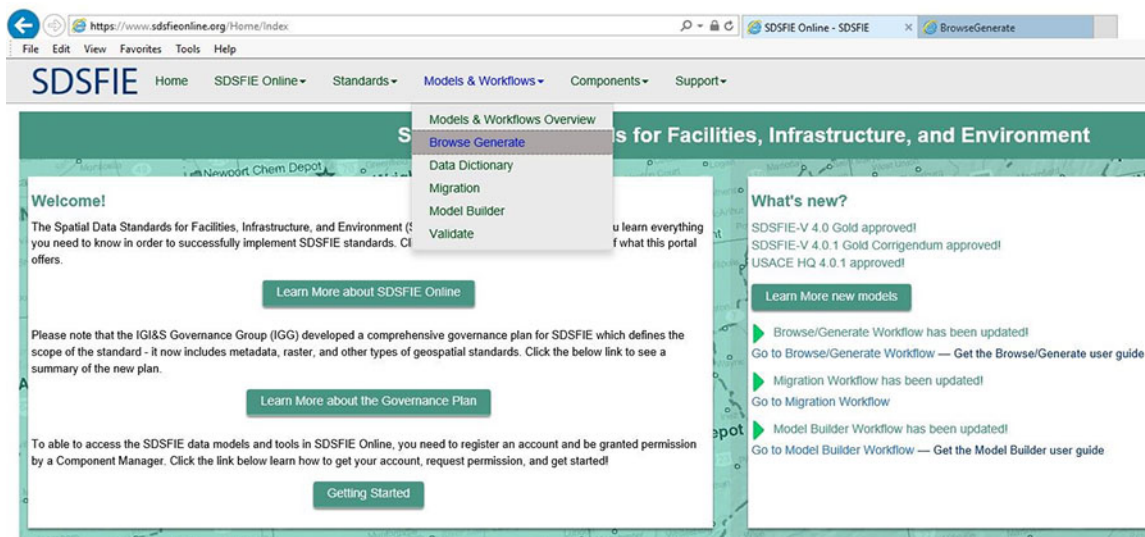 https://www.sdsfieonline.org/Home/Index
SDSFIE Online - SDSFIE
BrowseGenerate
File Edit View Favorites Tools Help
SDSFIE Home SDSFIE Online Standards Models & Workflows Components Support
Models & Workflows Overview
Browse Generate
Data Dictionary
Migration
Model Builder
Validate
S
s for Facilities, Infrastructure, and Environment
Newport Chem Depot
Welcome!
The Spatial Data Standards for Facilities, Infrastructure, and Environment (S
u learn everything
you need to know in order to successfully implement SDSFIE standards. Cl
f what this portal
offers.
Learn More about SDSFIE Online
Please note that the IGI&S Governance Group (IGG) developed a comprehensive governance plan for SDSFIE which defines the
scope of the standard - it now includes metadata, raster, and other types of geospatial standards. Click the below link to see a
summary of the new plan.
Learn More about the Governance Plan
To able to access the SDSFIE data models and tools in SDSFIE Online, you need to register an account and be granted permission
by a Component Manager. Click the link below learn how to get your account, request permission, and get started!
Getting Started
What's new?
SDSFIE-V 4.0 Gold approved!
SDSFIE-V 4.0.1 Gold Corrigendum approved!
USACE HQ 4.0.1 approved!
Learn More new models
Browse/Generate Workflow has been updated!
Go to Browse/Generate Workflow — Get the Browse/Generate user guide
Migration Workflow has been updated!
Go to Migration Workflow
Model Builder Workflow has been updated!
Go to Model Builder Workflow — Get the Model Builder user guide